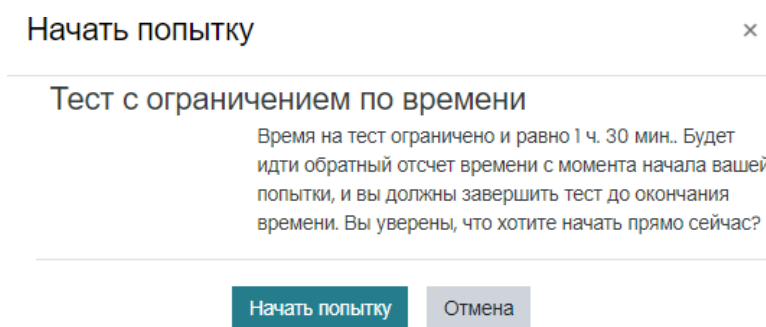 Начать попытку ×
Тест с ограничением по времени
Время на тест ограничено и равно 1 ч. 30 мин.. Будет
идти обратный отсчет времени с момента начала вашей
попытки, и вы должны завершить тест до окончания
времени. Вы уверены, что хотите начать прямо сейчас?
Начать попытку Отмена